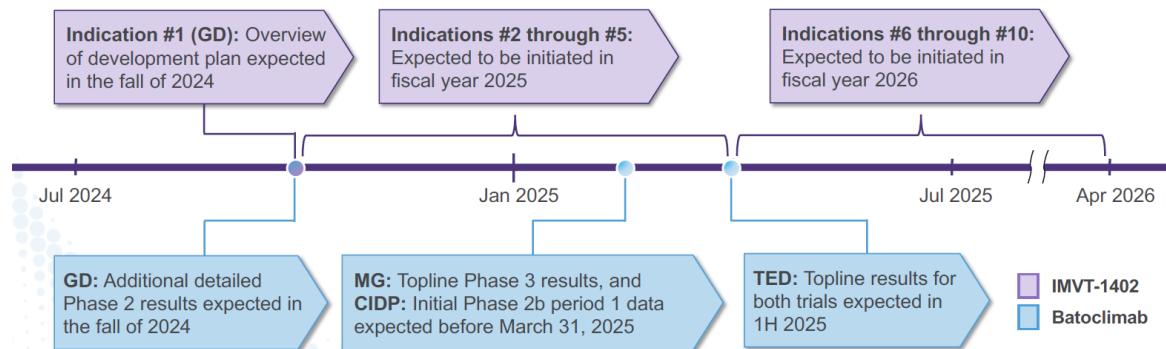 Indication #1 (GD): Overview
of development plan expected
in the fall of 2024
Indications #2 through #5:
Expected to be initiated in
fiscal year 2025
Indications #6 through #10:
Expected to be initiated in
fiscal year 2026
Jul 2024
Jan 2025
Jul 2025
Apr 2026
GD: Additional detailed
Phase 2 results expected in
the fall of 2024
MG: Topline Phase 3 results, and
CIDP: Initial Phase 2b period 1 data
expected before March 31, 2025
TED: Topline results for
both trials expected in
1H 2025
IMVT-1402
Batoclimab